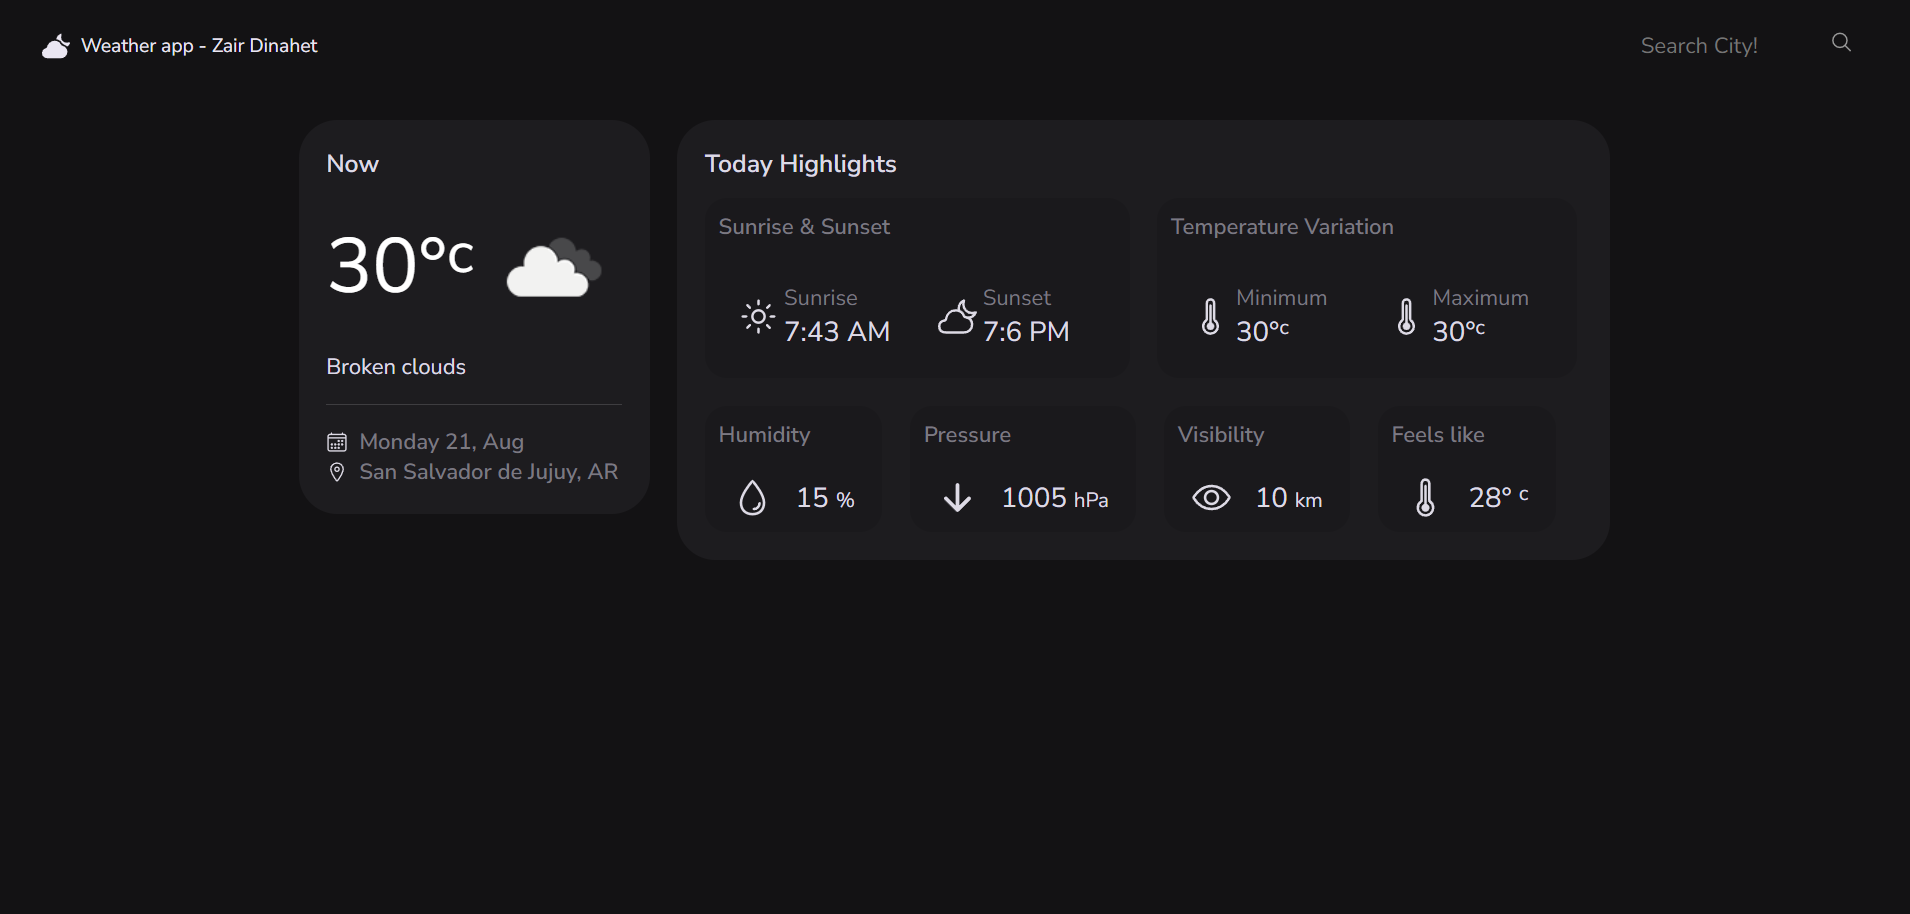 Weather app - Zair Dinahet
Search City!
Now
30°c
Broken clouds
Monday 21, Aug
San Salvador de Jujuy, AR
Today Highlights
Sunrise & Sunset
Sunrise
7:43 AM
Sunset
7:6 PM
Temperature Variation
Minimum
30°c
Maximum
30°c
Humidity
15 %
Pressure
1005 hPa
Visibility
10 km
Feels like
28° c